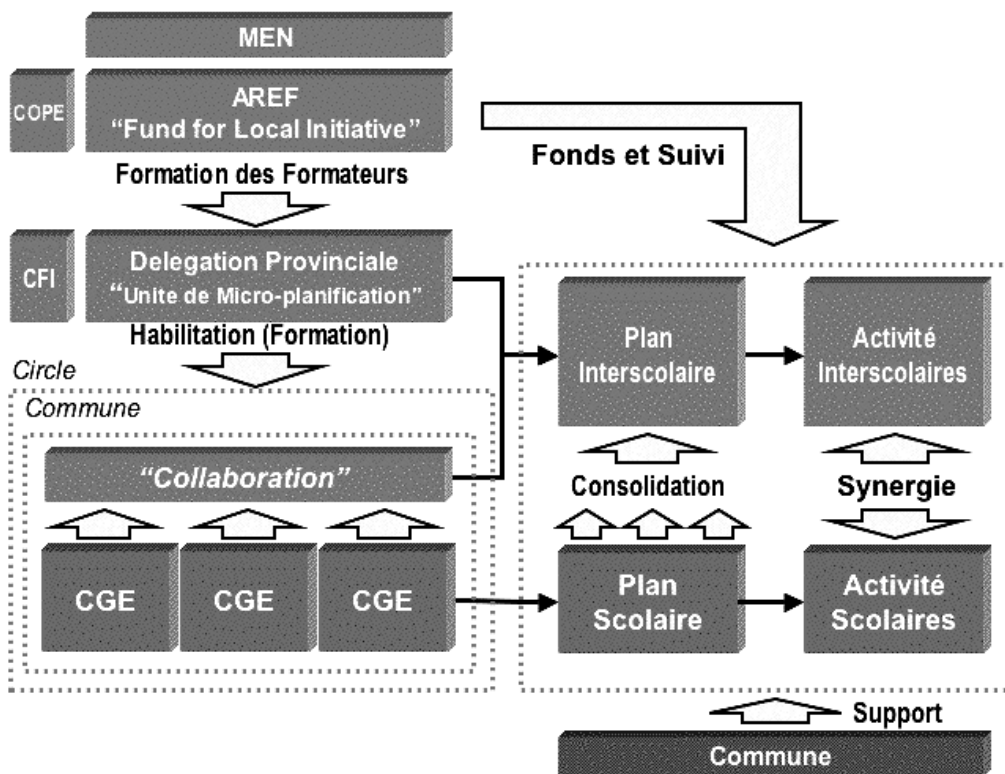 MEN
COPE
AREF
“Fund for Local Initiative”
Fonds et Suivi
Formation des Formateurs
CFI
Delegation Provinciale
“Unite de Micro-planification”
Habilitation (Formation)
Circle
Commune
“Collaboration”
CGE
CGE
CGE
Plan
Interscolaire
Activité
Interscolaires
Consolidation
Synergie
Plan
Scolaire
Activité
Scolaires
Support
Commune